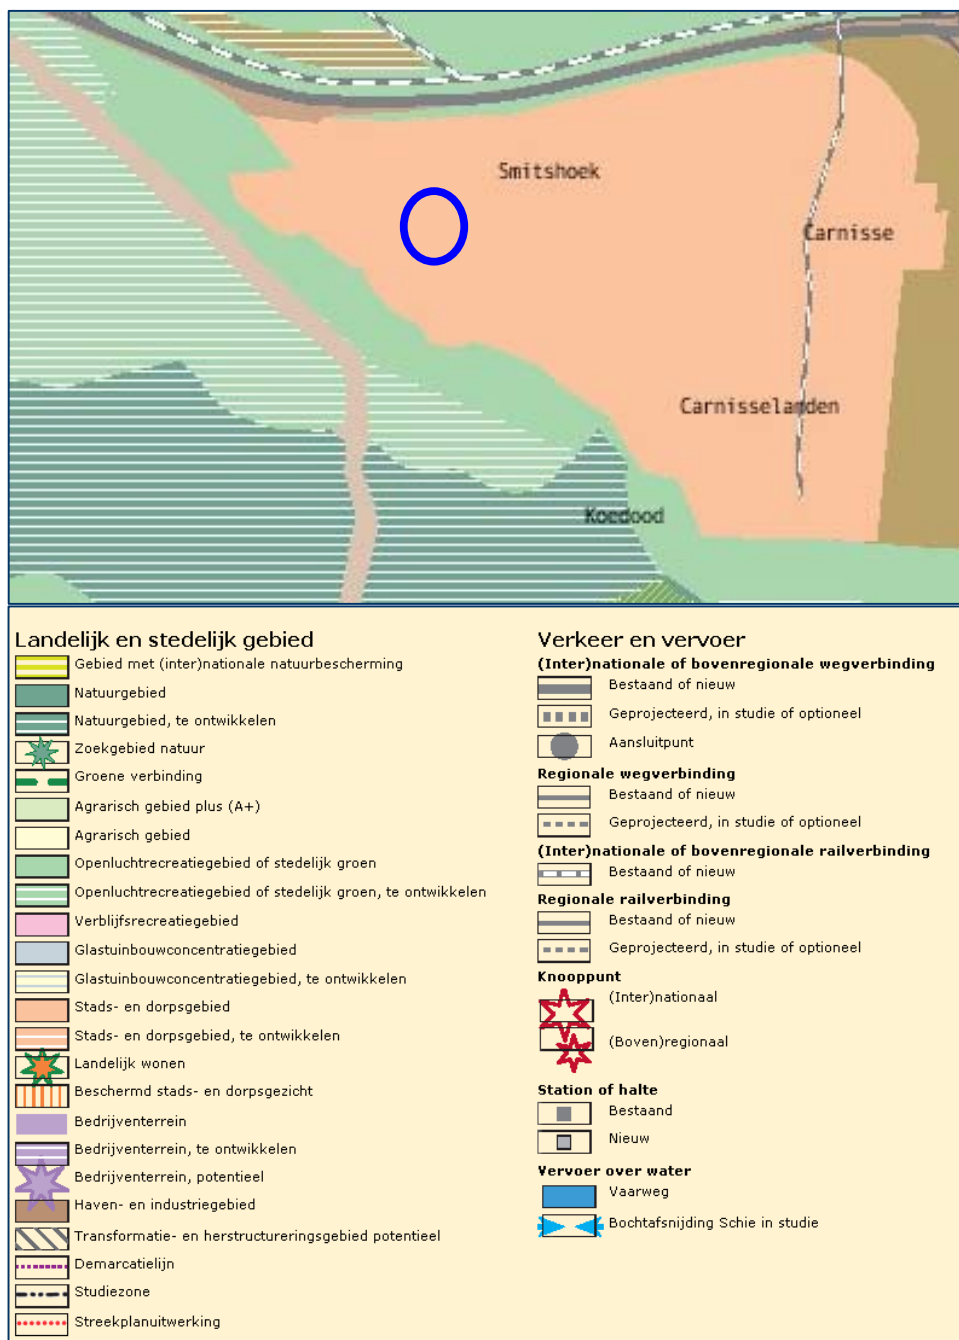 Smitshoek
Carnisse
Carnisselanden
Koedood
Landelijk en stedelijk gebied
Gebied met (inter)nationale natuurbescherming
Natuurgebied
Natuurgebied, te ontwikkelen
Zoekgebied natuur
Groene verbinding
Agrarisch gebied plus (A+)
Agrarisch gebied
Openluchtrecreatiegebied of stedelijk groen
Openluchtrecreatiegebied of stedelijk groen, te ontwikkelen
Verblijfsrecreatiegebied
Glastuinbouwconcentratiegebied
Glastuinbouwconcentratiegebied, te ontwikkelen
Stads- en dorpsgebied
Stads- en dorpsgebied, te ontwikkelen
Landelijk wonen
Beschermd stads- en dorpsgezicht
Bedrijventerrein
Bedrijventerrein, te ontwikkelen
Bedrijventerrein, potentieel
Haven- en industriegebied
Transformatie- en herstructureringsgebied potentieel
Demarcatielijn
Studiezone
Streekplanuitwerking
Verkeer en vervoer
(Inter)nationale of bovenregionale wegverbinding
Bestaand of nieuw
Geprojecteerd, in studie of optioneel
Aansluitpunt
Regionale wegverbinding
Bestaand of nieuw
Geprojecteerd, in studie of optioneel
(Inter)nationale of bovenregionale railverbinding
Bestaand of nieuw
Regionale railverbinding
Bestaand of nieuw
Geprojecteerd, in studie of optioneel
Knooppunt
(Inter)nationaal
(Boven)regionaal
Station of halte
Bestaand
Nieuw
Vervoer over water
Vaarweg
Bochtafsnijding Schie in studie